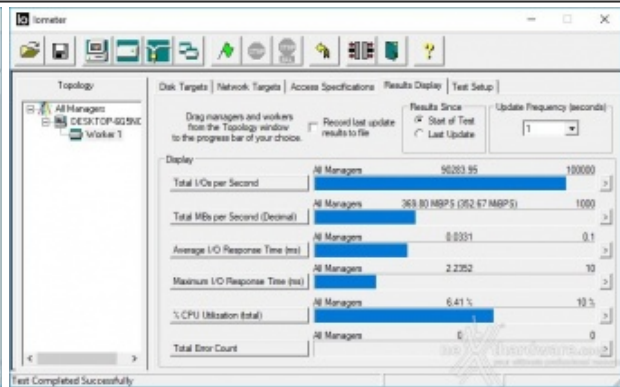 Iometer
Topology
All Managers
DESKTOP-G15NC
Worker 1
Disk Targets Network Targets Access Specifications Results Display Test Setup
Drag managers and workers
from the Topology window
to the progress bar of your choice.
Record last update
results to file
Results Since
Start of Test
Last Update
Update Frequency (seconds)
1
Display
All Managers 90283.95 100000
Total I/Os per Second
All Managers 369.80 MBPS (352.67 MiBPS) 1000
Total MBs per Second (Decimal)
All Managers 0.0331 0.1
Average I/O Response Time (ms)
All Managers 2.2352 10
Maximum I/O Response Time (ms)
All Managers 6.41 % 10 %
% CPU Utilization (total)
All Managers 0 0
Total Error Count
Test Completed Successfully